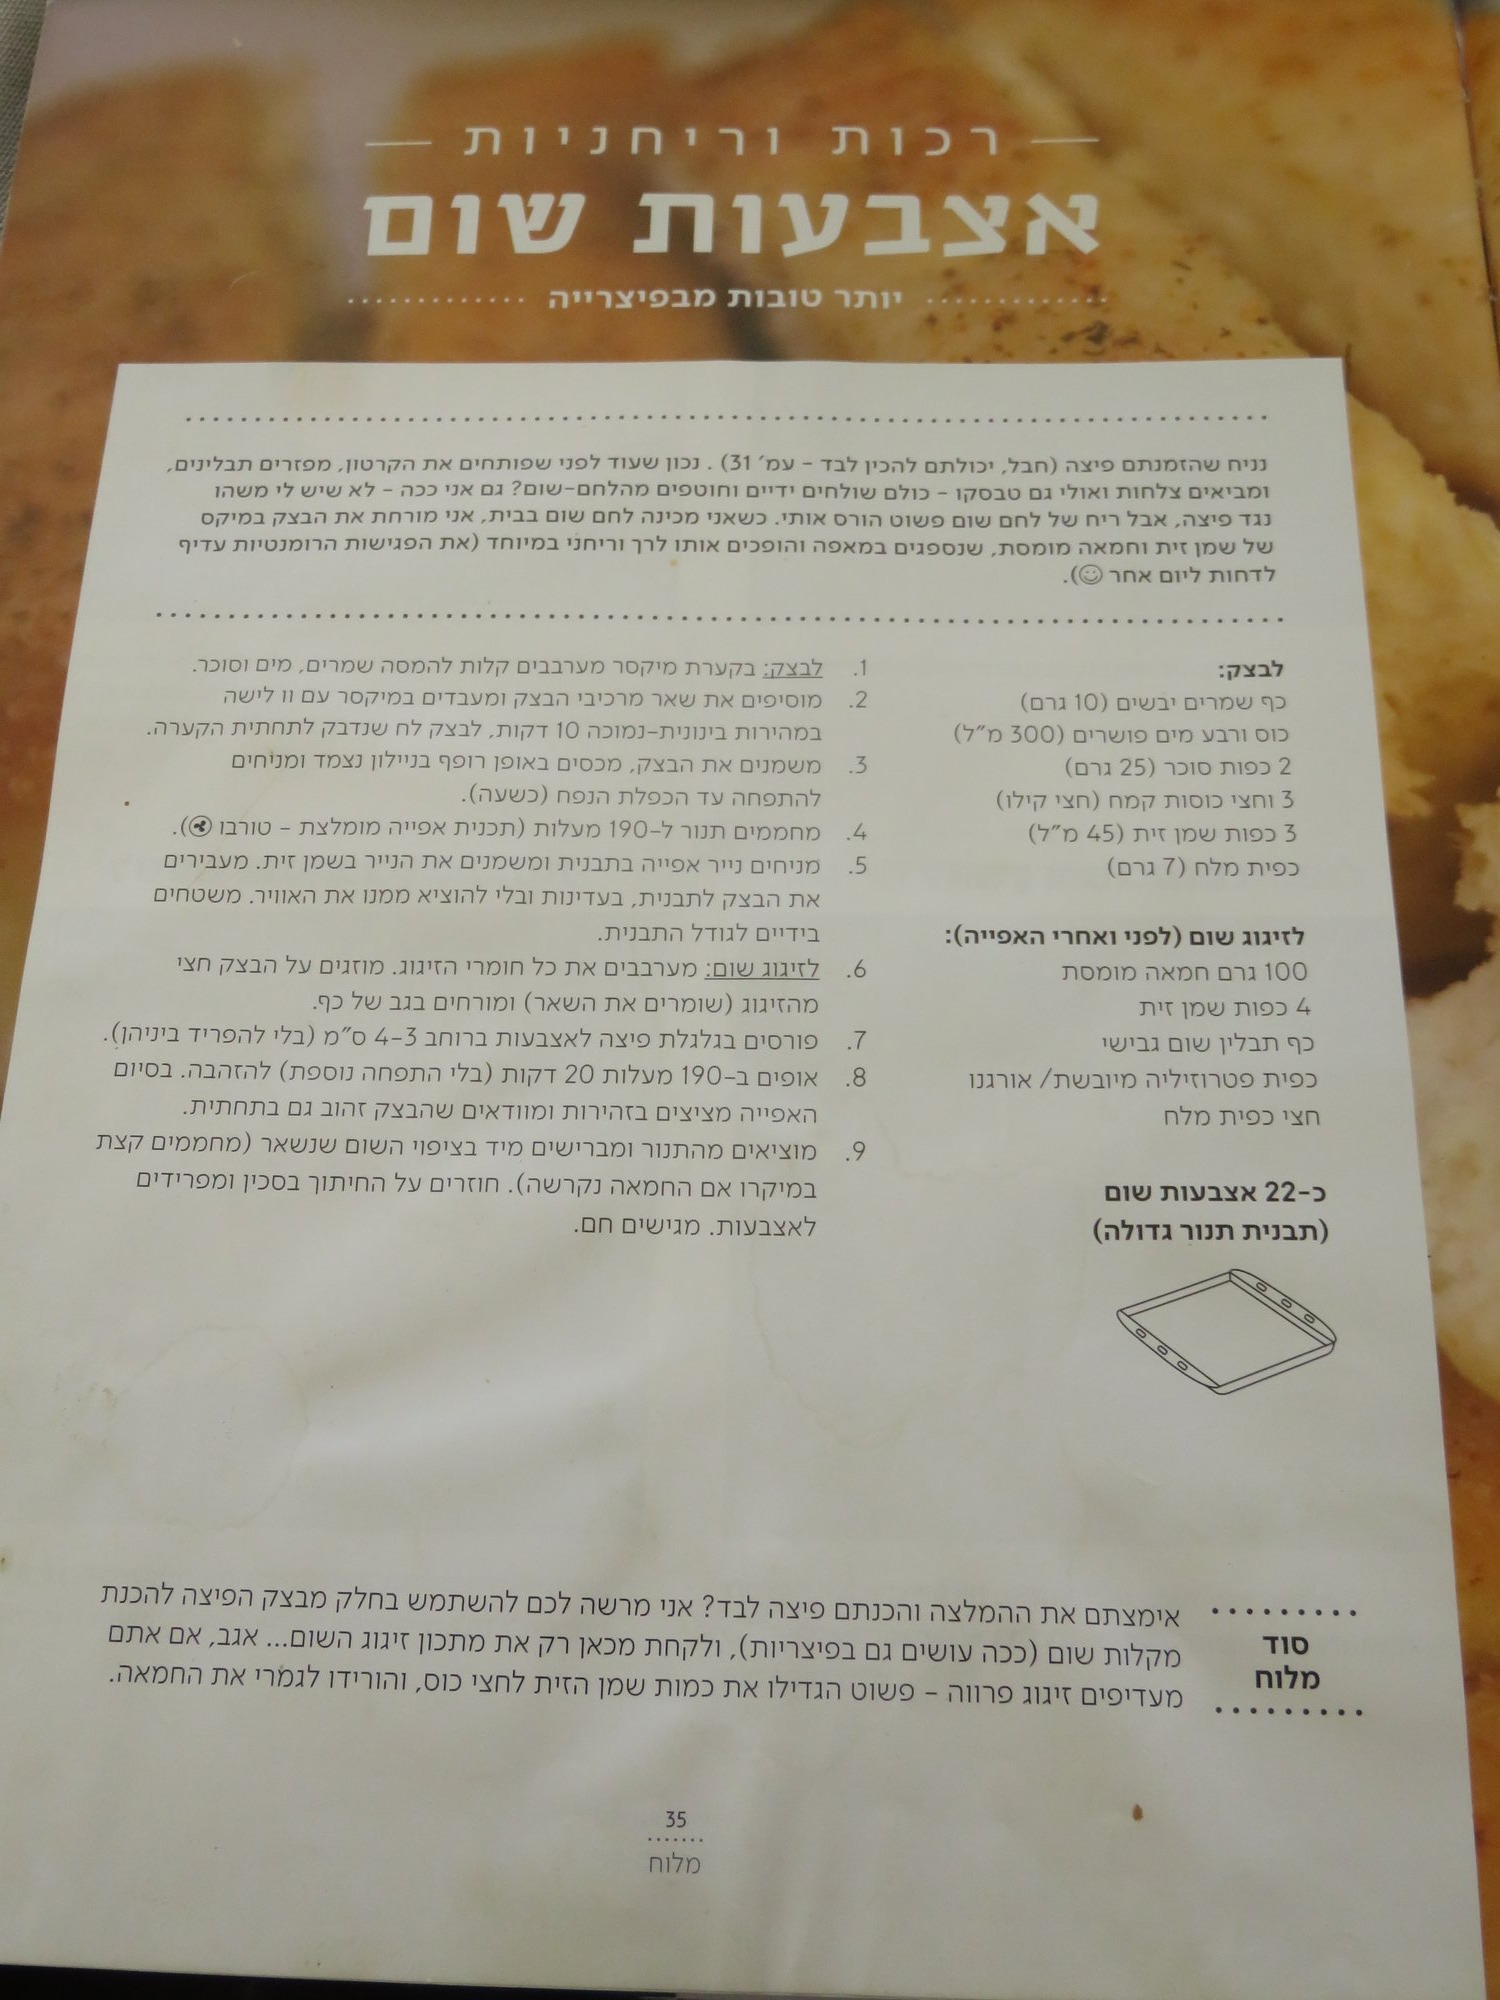 רכות וריחניות
אצבעות שום
יותר טובות מבפיצרייה
נניח שהזמנתם פיצה (חבל, יכולתם להכין לבד - עמ׳ 31) . נכון שעוד לפני שפותחים את הקרטון, מפזרים תבלינים,
ומביאים צלחות ואולי גם טבסקו - כולם שולחים ידיים וחוטפים מהלחם-שום? גם אני ככה - לא שיש לי משהו
נגד פיצה, אבל ריח של לחם שום פשוט הורס אותי. כשאני מכינה לחם שום בבית, אני מורחת את הבצק במיקס
של שמן זית וחמאה מומסת, שנספגים במאפה והופכים אותו לרך וריחני במיוחד (את הפגישות הרומנטיות עדיף
לדחות ליום אחר ☺).
לבצק:
כף שמרים יבשים (10 גרם)
כוס ורבע מים פושרים (300 מ״ל)
2 כפות סוכר (25 גרם)
3 וחצי כוסות קמח (חצי קילו)
3 כפות שמן זית (45 מ״ל)
כפית מלח (7 גרם)
לזיגוג שום (לפני ואחרי האפייה):
100 גרם חמאה מומסת
4 כפות שמן זית
כף תבלין שום גבישי
כפית פטרוזיליה מיובשת/ אורגנו
חצי כפית מלח
כ-22 אצבעות שום
(תבנית תנור גדולה)
1. לבצק: בקערת מיקסר מערבבים קלות להמסה שמרים, מים וסוכר.
2. מוסיפים את שאר מרכיבי הבצק ומעבדים במיקסר עם וו לישה
במהירות בינונית-נמוכה 10 דקות, לבצק לח שנדבק לתחתית הקערה.
3. משמנים את הבצק, מכסים באופן רופף בניילון נצמד ומניחים
להתפחה עד הכפלת הנפח (כשעה).
4. מחממים תנור ל-190 מעלות (תכנית אפייה מומלצת - טורבו).
5. מניחים נייר אפייה בתבנית ומשמנים את הנייר בשמן זית. מעבירים
את הבצק לתבנית, בעדינות ובלי להוציא ממנו את האוויר. משטחים
בידיים לגודל התבנית.
6. לזיגוג שום: מערבבים את כל חומרי הזיגוג. מוזגים על הבצק חצי
מהזיגוג (שומרים את השאר) ומורחים בגב של כף.
7. פורסים בגלגלת פיצה לאצבעות ברוחב 4-3 ס״מ (בלי להפריד ביניהן).
8. אופים ב-190 מעלות 20 דקות (בלי התפחה נוספת) להזהבה. בסיום
האפייה מציצים בזהירות ומוודאים שהבצק זהוב גם בתחתית.
9. מוציאים מהתנור ומברישים מיד בציפוי השום שנשאר (מחממים קצת
במיקרו אם החמאה נקרשה). חוזרים על החיתוך בסכין ומפרידים
לאצבעות. מגישים חם.
סוד
מלוח
אימצתם את ההמלצה והכנתם פיצה לבד? אני מרשה לכם להשתמש בחלק מבצק הפיצה להכנת
מקלות שום (ככה עושים גם בפיצריות), ולקחת מכאן רק את מתכון זיגוג השום... אגב, אם אתם
מעדיפים זיגוג פרווה - פשוט הגדילו את כמות שמן הזית לחצי כוס, והורידו לגמרי את החמאה.
35
מלוח